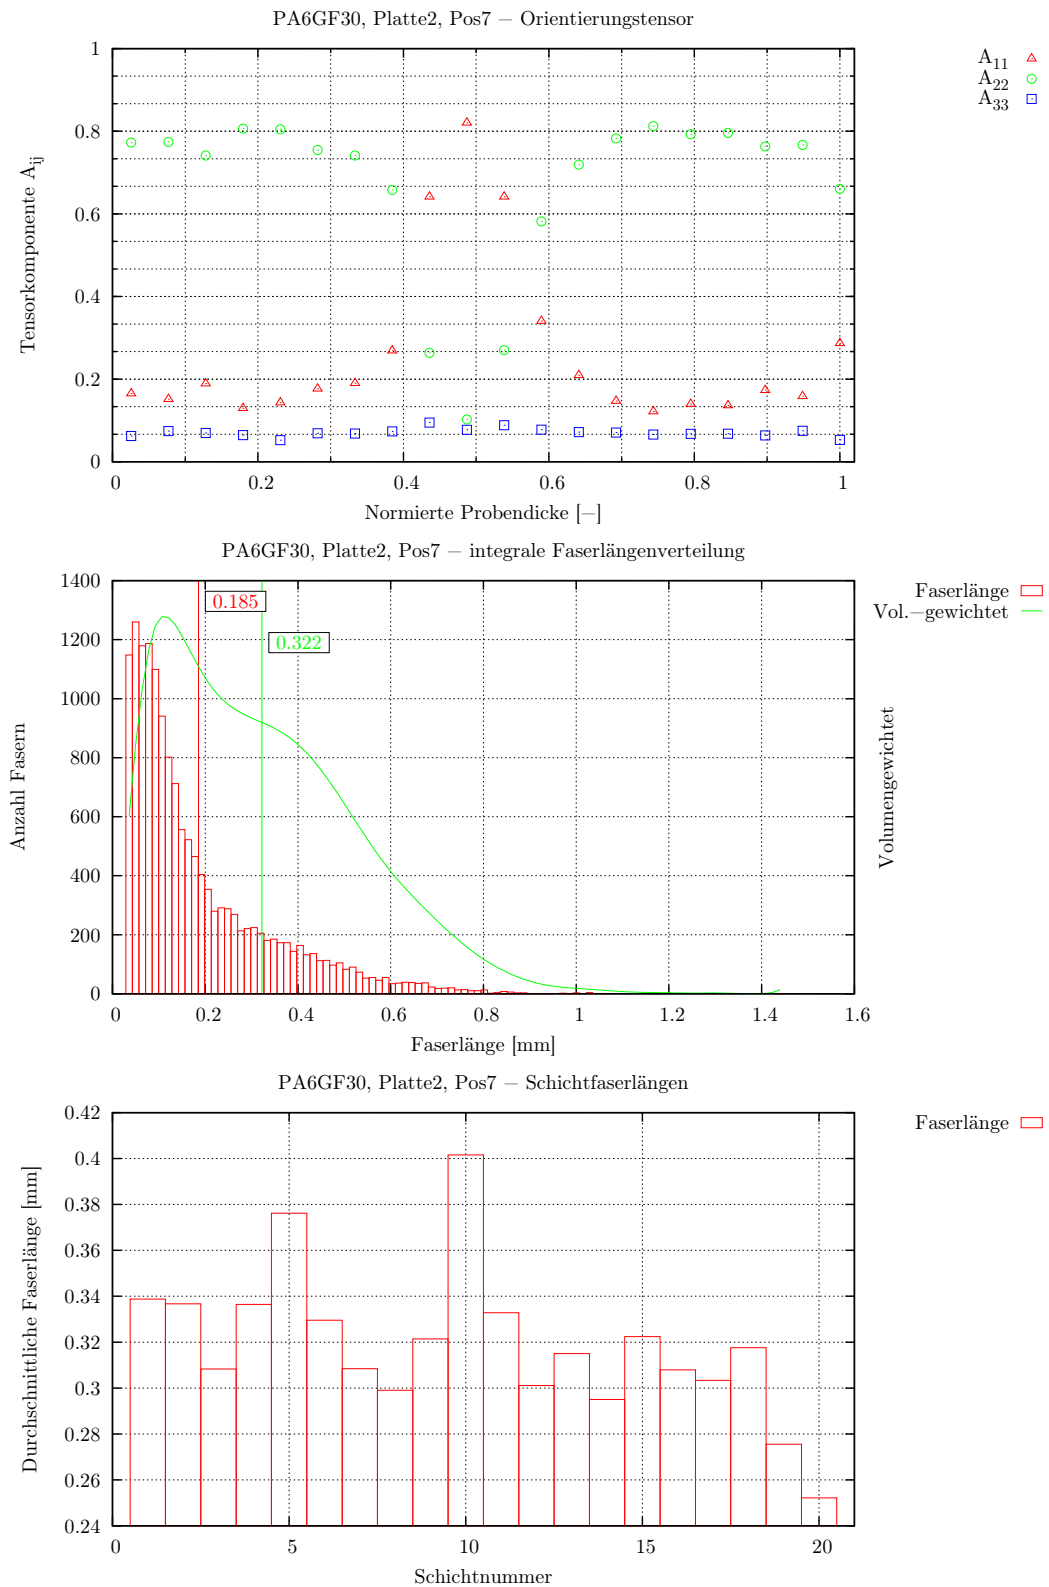 PA6GF30, Platte2, Pos7 – Orientierungstensor
A11
A22
A33
Tensorkomponente Aij
1
0.8
0.6
0.4
0.2
0
0 0.2 0.4 0.6 0.8 1
Normierte Probendicke [–]
PA6GF30, Platte2, Pos7 – integrale Faserlängenverteilung
Faserlänge
Vol.–gewichtet
0.185
0.322
Anzahl Fasern
Volumengewichtet
1400
1200
1000
800
600
400
200
0
0 0.2 0.4 0.6 0.8 1 1.2 1.4 1.6
Faserlänge [mm]
PA6GF30, Platte2, Pos7 – Schichtfaserlängen
Faserlänge
Durchschnittliche Faserlänge [mm]
0.42
0.4
0.38
0.36
0.34
0.32
0.3
0.28
0.26
0.24
0 5 10 15 20
Schichtnummer